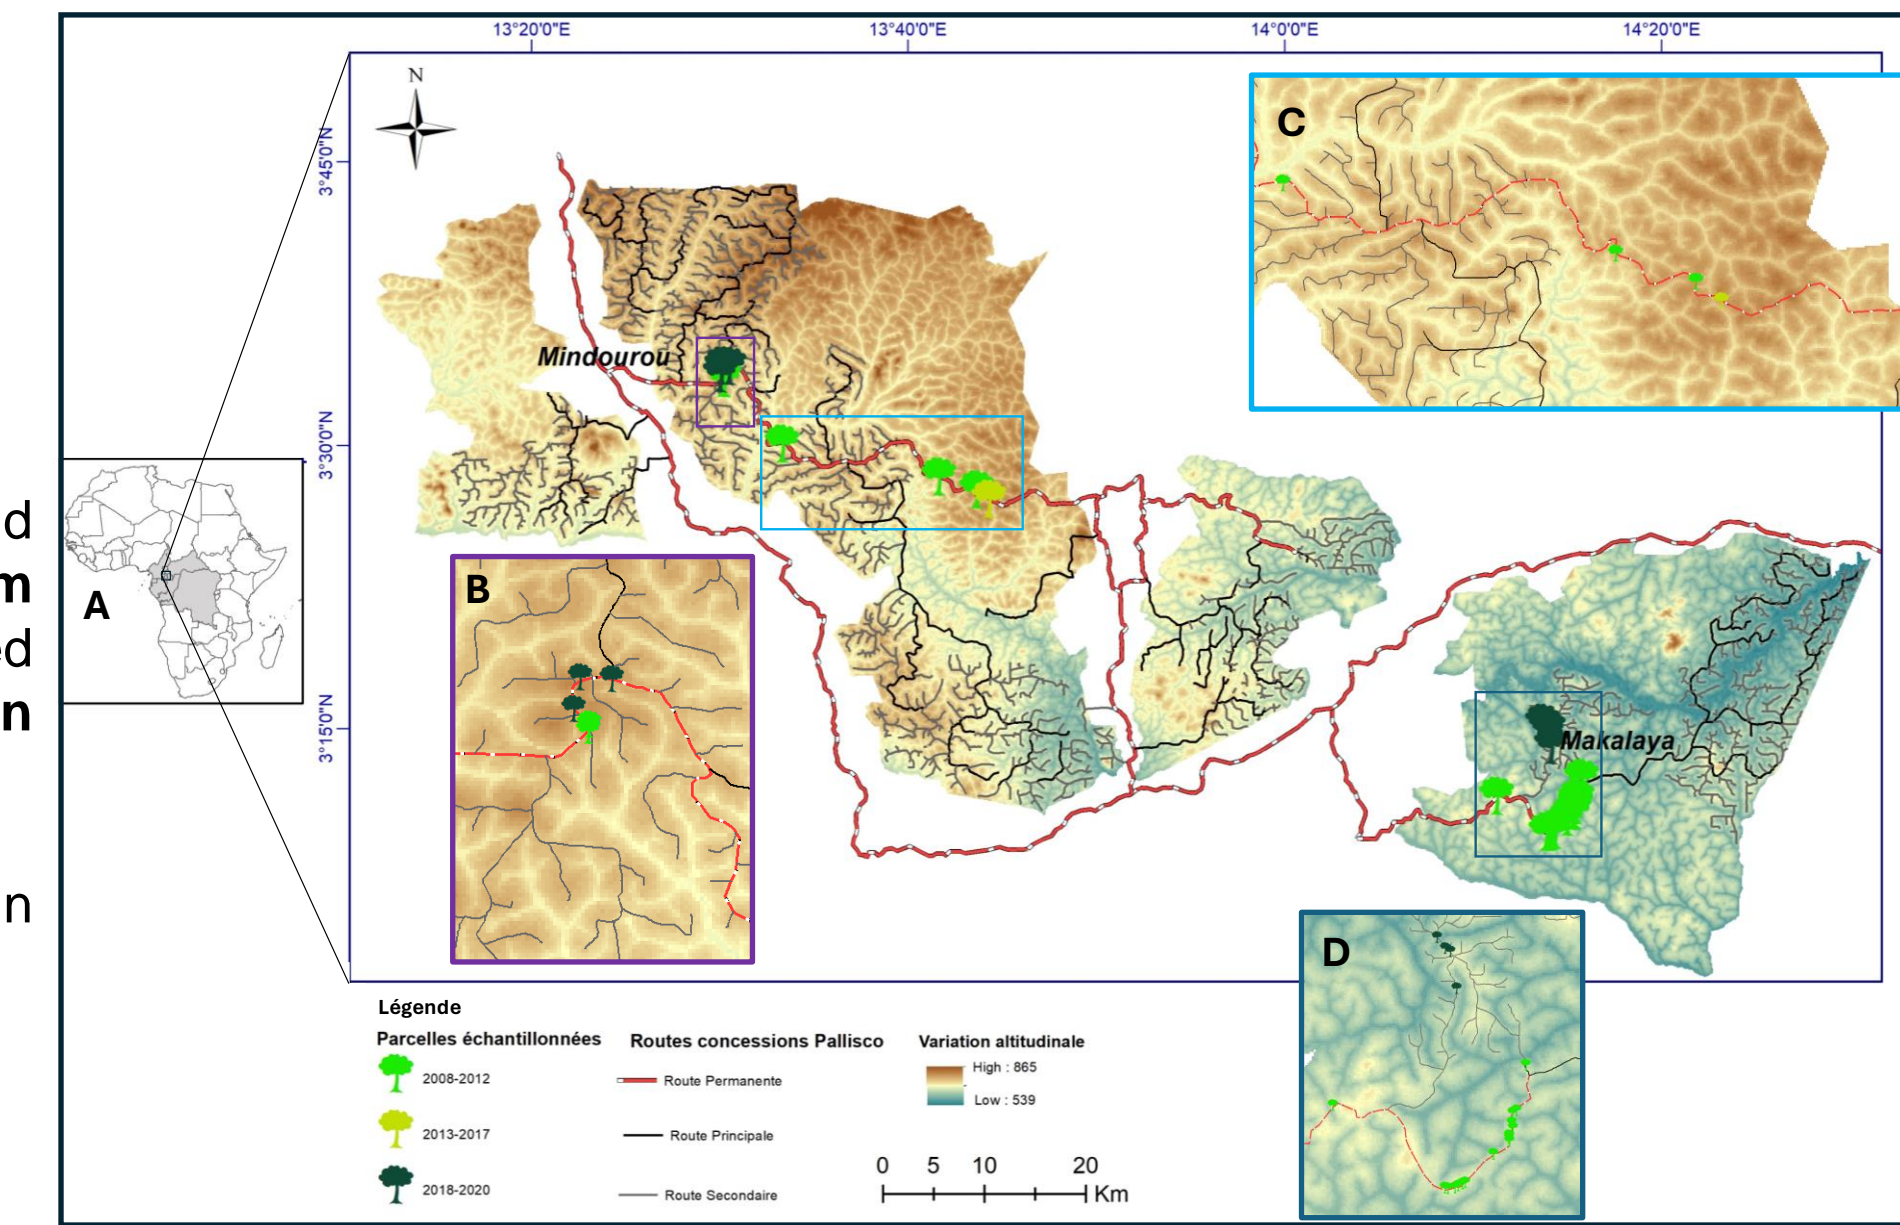 13°20'0"E
13°40'0"E
14°0'0"E
14°20'0"E
N
C
3°45'0"N
Mindourou
3°30'0"N
d
m
ed
n
n
A
B
3°15'0"N
Makalaya
D
Légende
Parcelles échantillonnées
2008-2012
2013-2017
2018-2020
Routes concessions Pallisco
Route Permanente
Route Principale
Route Secondaire
Variation altitudinale
High : 865
Low : 539
0 5 10 20
Km